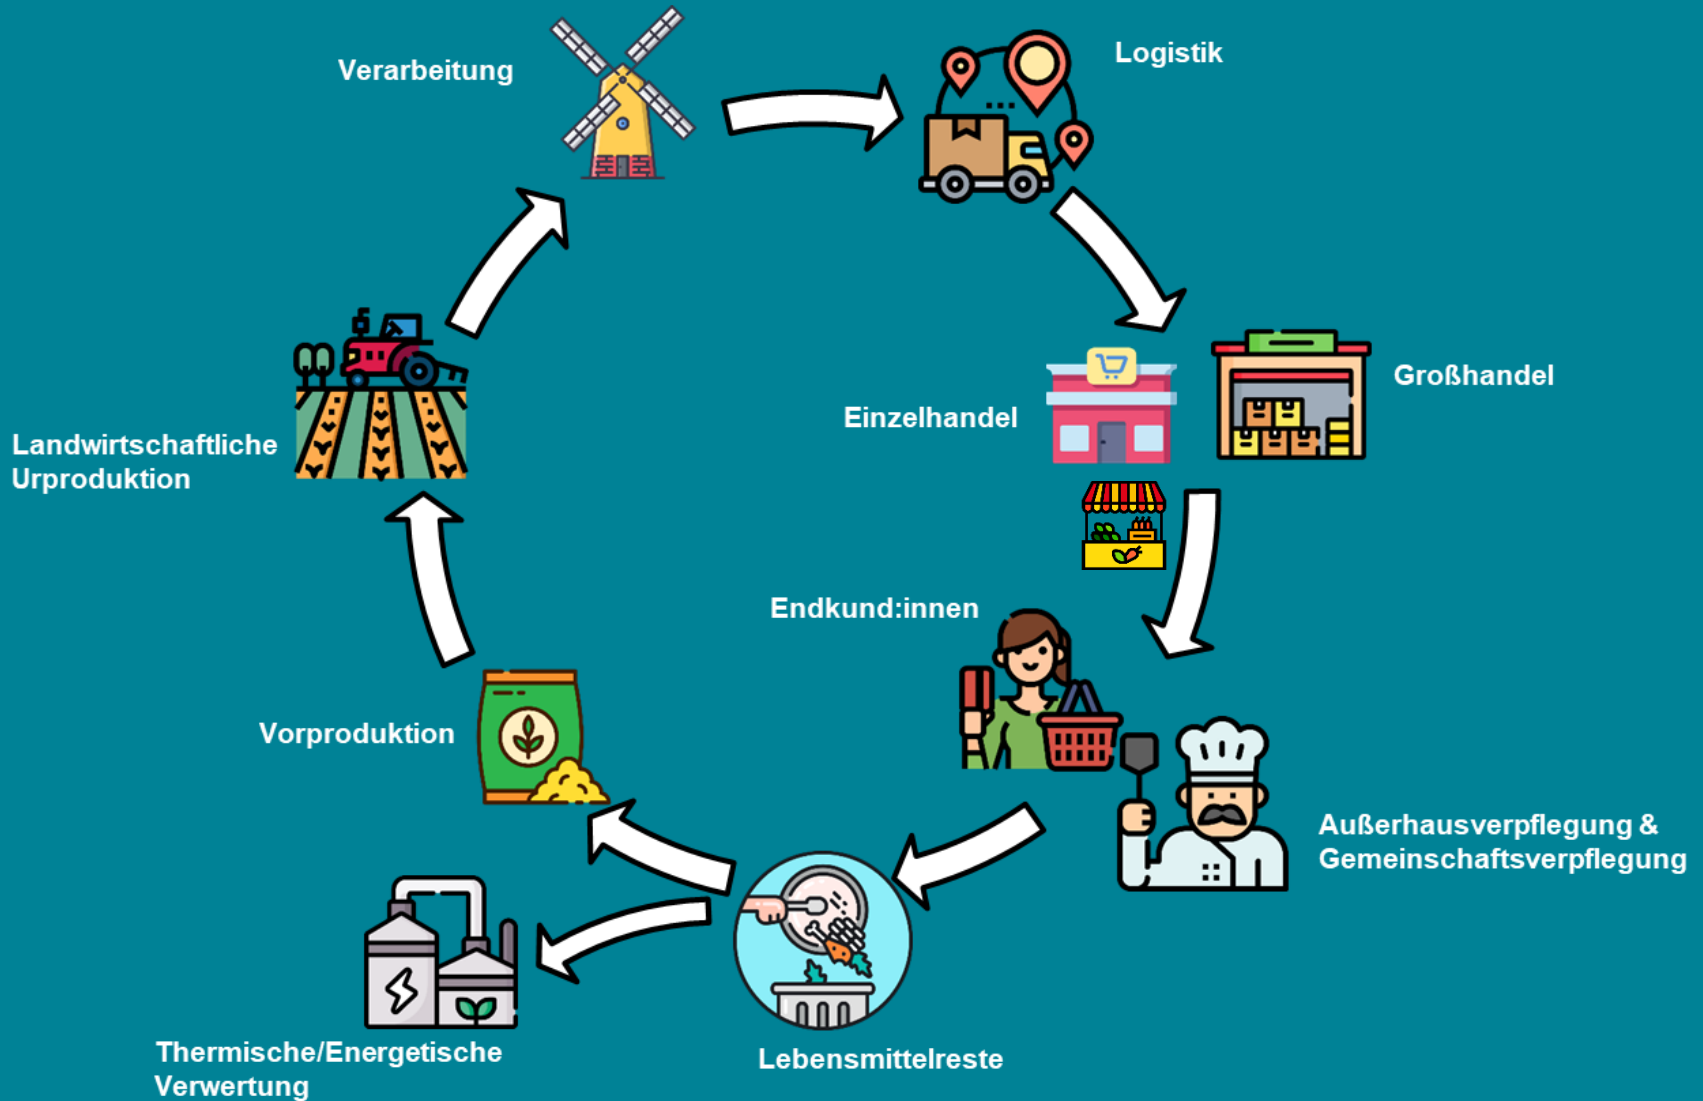 Verarbeitung
Logistik
Großhandel
Einzelhandel
Landwirtschaftliche
Urproduktion
Endkund:innen
Vorproduktion
Außerhausverpflegung &
Gemeinschaftsverpflegung
Thermische/Energetische
Verwertung
Lebensmittelreste